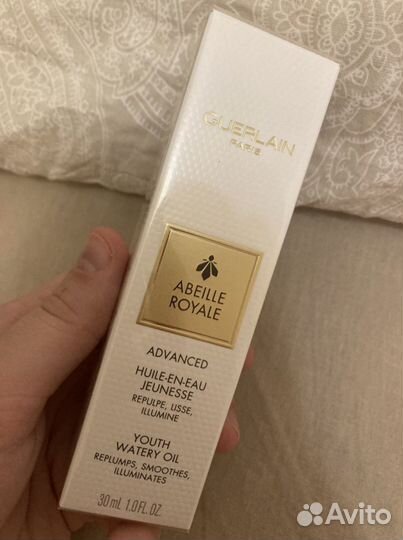 GUERLAIN
PARIS
ABEILLE
ROYALE
ADVANCED
HUILE-EN-EAU
JEUNESSE
REPULPE, LISSE,
ILLUMINE
YOUTH
WATERY OIL
REPLUMPS, SMOOTHES,
ILLUMINATES
30 mL 1.0 FL.OZ.
Avito